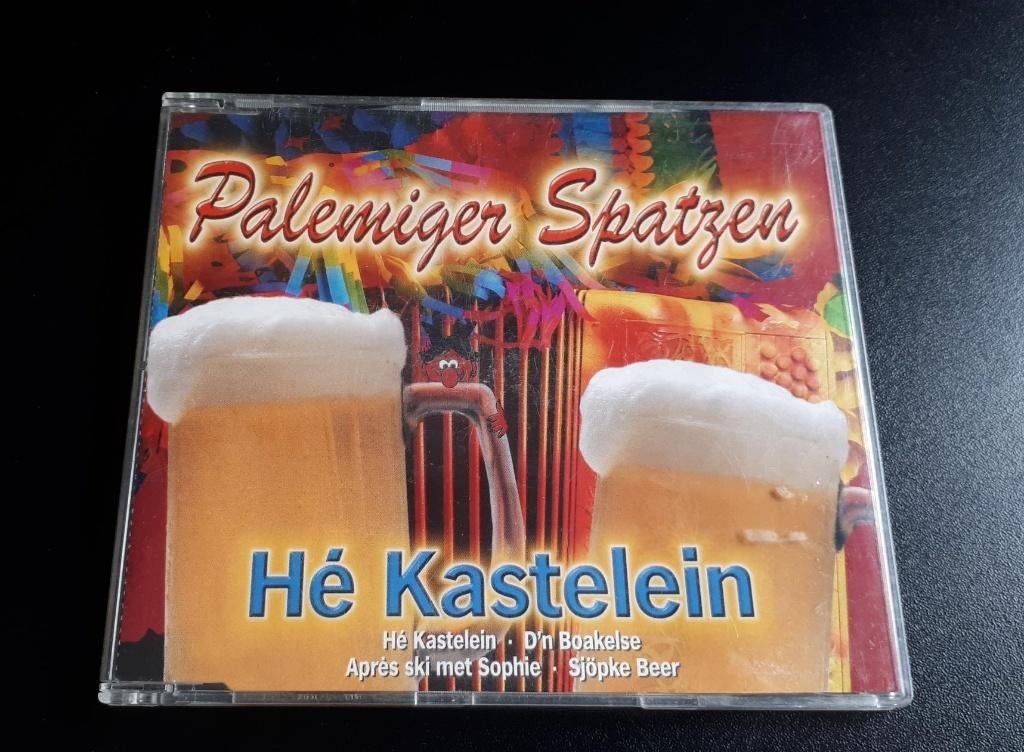 Palemiger Spatzen
Hé Kastelein
Hé Kastelein · D'n Boakelse
Après ski met Sophie · Sjöpke Beer